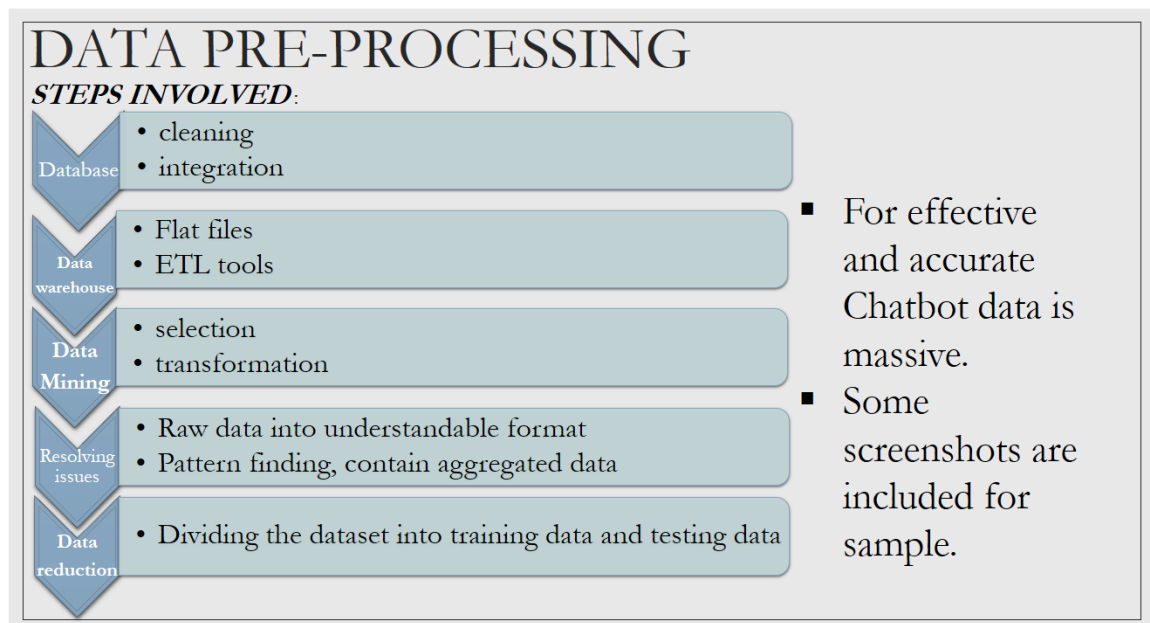 DATA PRE-PROCESSING
STEPS INVOLVED:
Database
• cleaning
• integration
Data
warehouse
• Flat files
• ETL tools
Data
Mining
• selection
• transformation
Resolving
issues
• Raw data into understandable format
• Pattern finding, contain aggregated data
Data
reduction
• Dividing the dataset into training data and testing data
▪ For effective
and accurate
Chatbot data is
massive.
▪ Some
screenshots are
included for
sample.